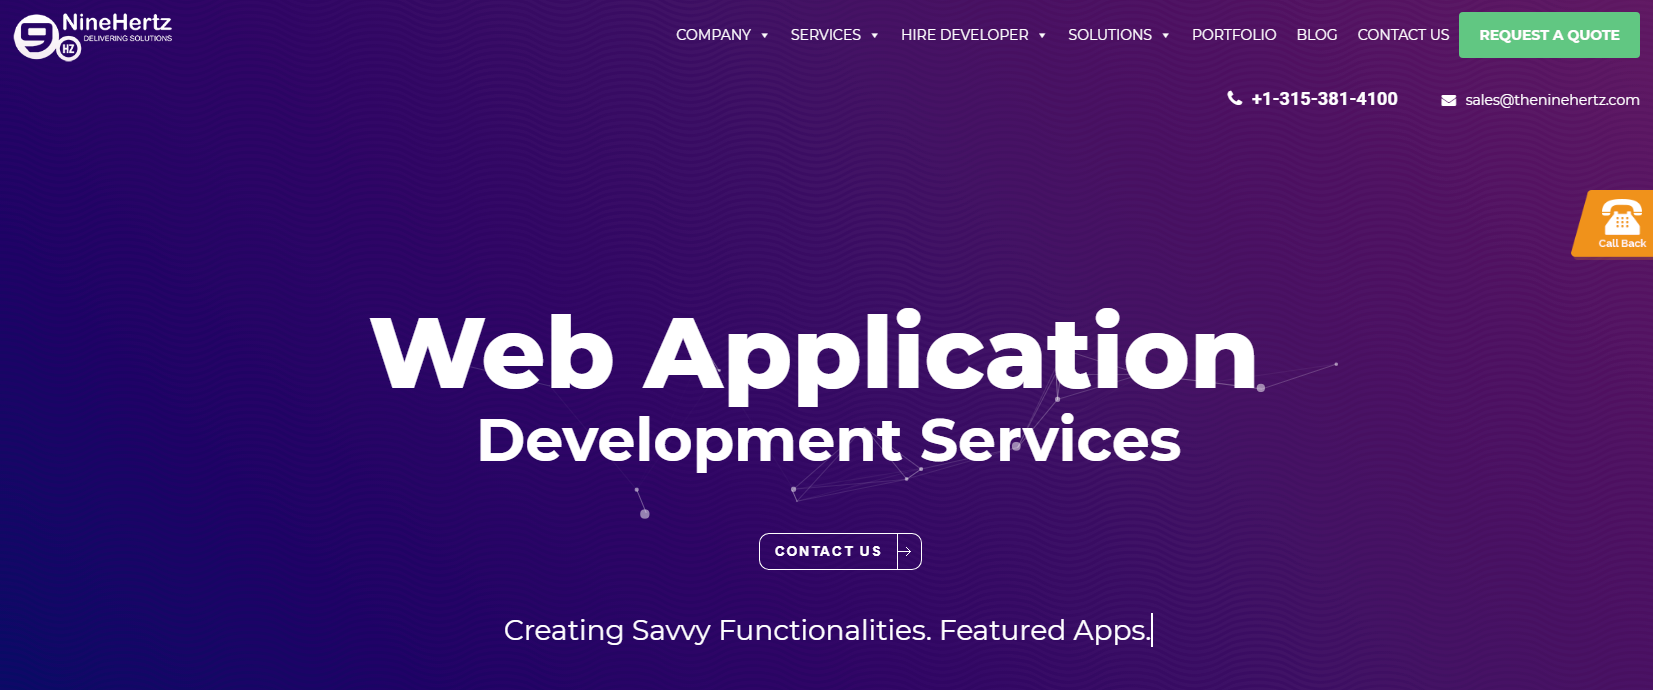 NineHertz
DELIVERING SOLUTIONS
9
HZ
COMPANY SERVICES HIRE DEVELOPER SOLUTIONS PORTFOLIO BLOG CONTACT US REQUEST A QUOTE
+1-315-381-4100 sales@theninehertz.com
Call Back
Web Application
Development Services
CONTACT US
Creating Savvy Functionalities. Featured Apps.